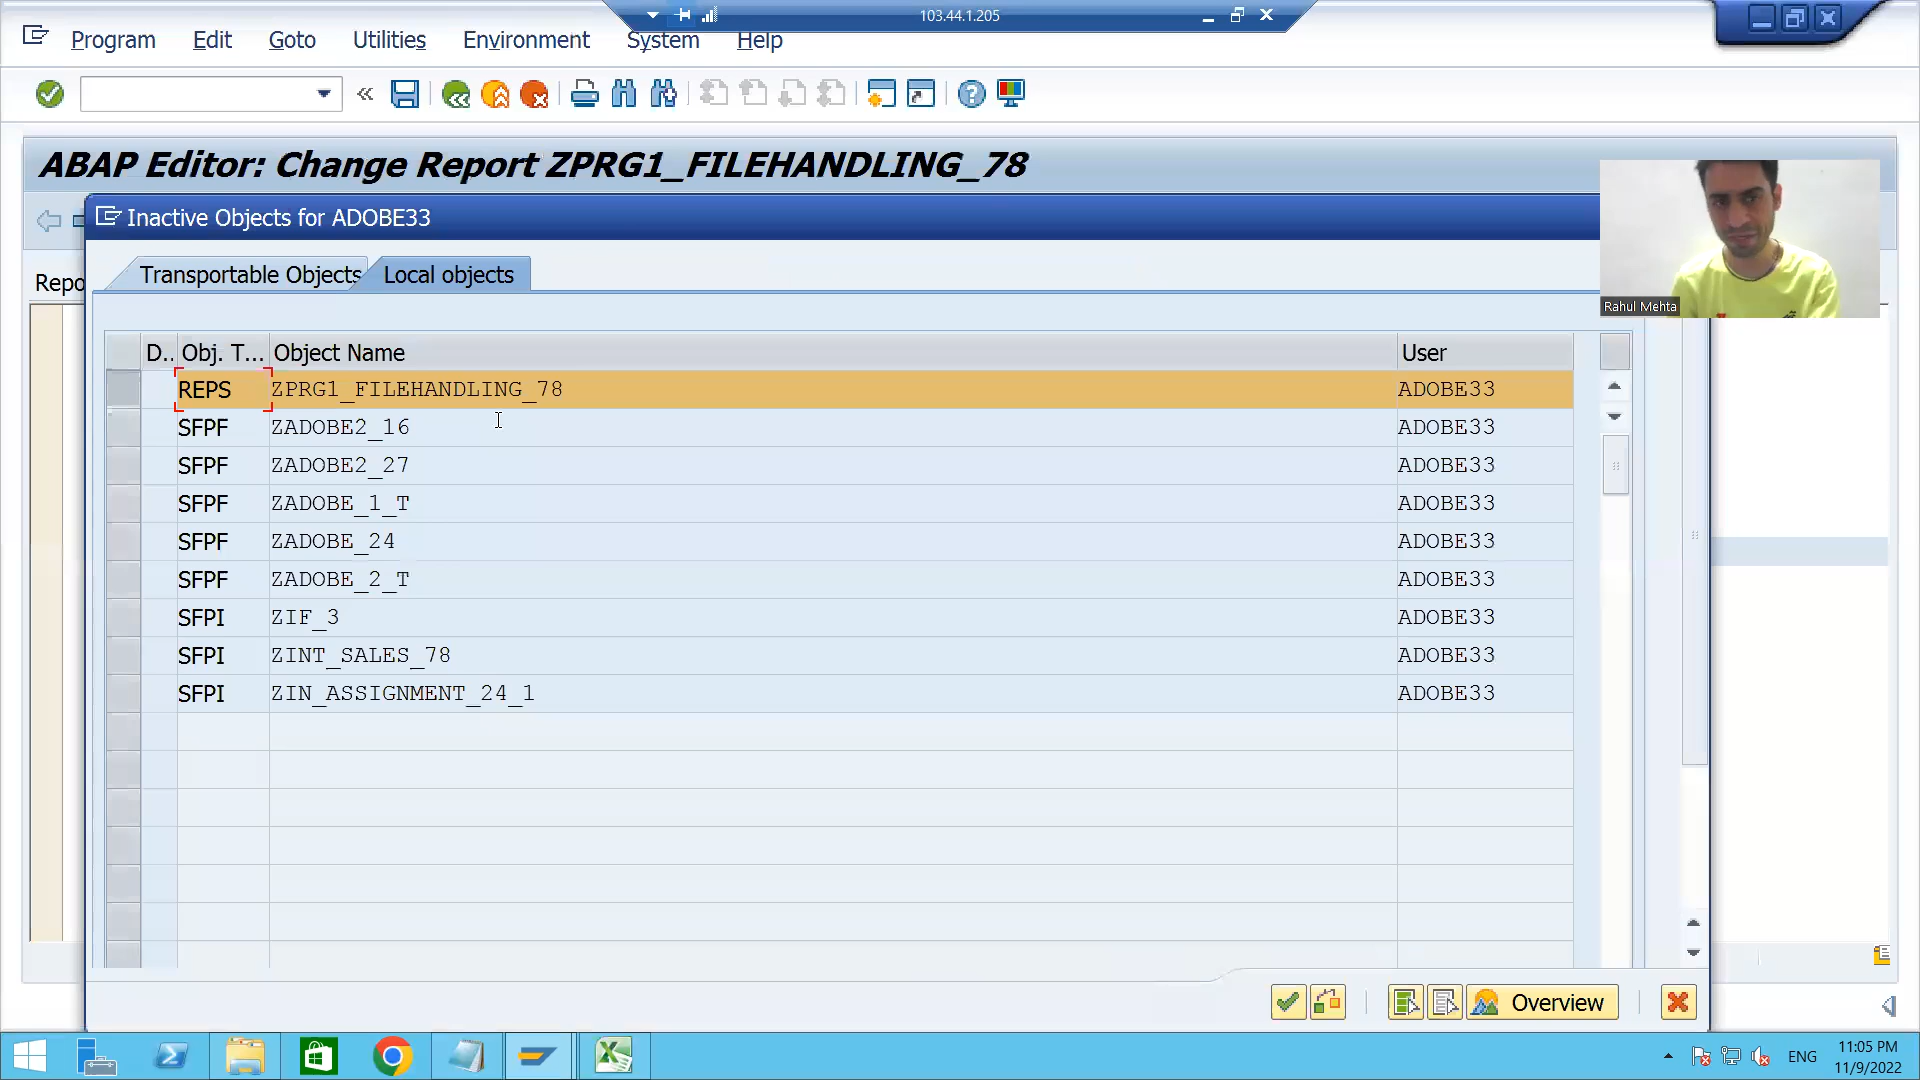 103.44.1.205
Program Edit Goto Utilities Environment System Help
ABAP Editor: Change Report ZPRG1_FILEHANDLING_78
Inactive Objects for ADOBE33
Rahul Mehta
Transportable Objects Local objects
Repo
D.. Obj. T... Object Name User
REPS ZPRG1_FILEHANDLING_78 ADOBE33
SFPF ZADOBE2_16 ADOBE33
SFPF ZADOBE2_27 ADOBE33
SFPF ZADOBE_1_T ADOBE33
SFPF ZADOBE_24 ADOBE33
SFPF ZADOBE_2_T ADOBE33
SFPI ZIF_3 ADOBE33
SFPI ZINT_SALES_78 ADOBE33
SFPI ZIN_ASSIGNMENT_24_1 ADOBE33
Overview
ENG 11:05 PM
11/9/2022